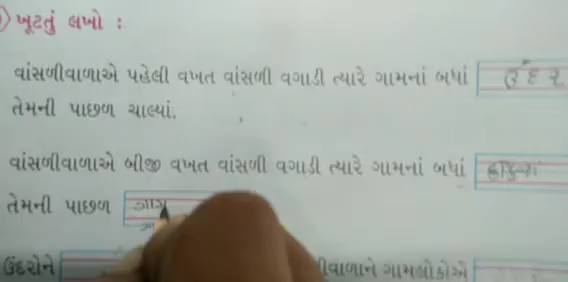 ખૂટતું લખો :
વાંસળીવાળાએ પહેલી વખત વાંસળી વગાડી ત્યારે ગામનાં બધાં ઉંદર
તેમની પાછળ ચાલ્યાં.
વાંસળીવાળાએ બીજી વખત વાંસળી વગાડી ત્યારે ગામનાં બધાં
તેમની પાછળ
ઉંદરોને ગામલોકોએ